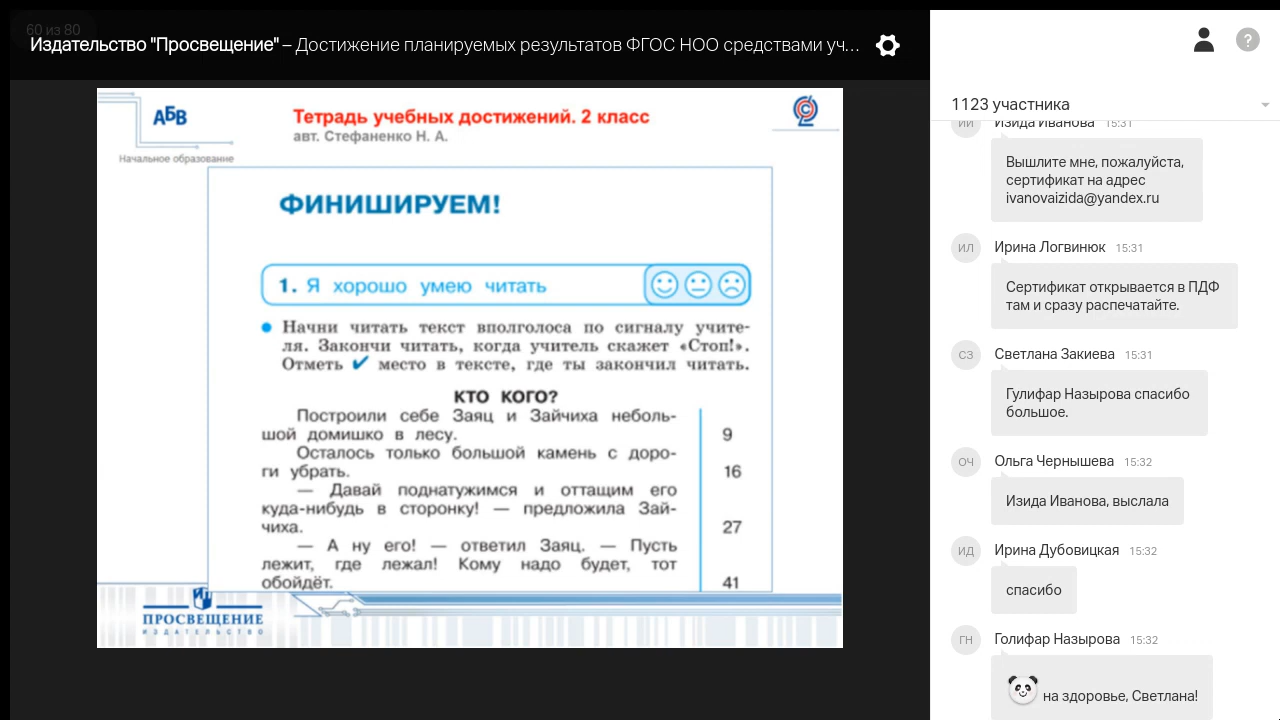 60 из 80
Издательство "Просвещение" – Достижение планируемых результатов ФГОС НОО средствами уч...
АБВ
Начальное образование
Тетрадь учебных достижений. 2 класс
авт. Стефаненко Н. А.
ФИНИШИРУЕМ!
1. Я хорошо умею читать
Начни читать текст вполголоса по сигналу учите-
ля. Закончи читать, когда учитель скажет «Стоп!».
Отметь ✔ место в тексте, где ты закончил читать.
КТО КОГО?
Построили себе Заяц и Зайчиха неболь-
шой домишко в лесу. 9
Осталось только большой камень с доро-
ги убрать. 16
— Давай поднатужимся и оттащим его
куда-нибудь в сторонку! — предложила Зай-
чиха. 27
— А ну его! — ответил Заяц. — Пусть
лежит, где лежал! Кому надо будет, тот
обойдёт. 41
ПРОСВЕЩЕНИЕ
ИЗДАТЕЛЬСТВО
?
1123 участника
ИИ Изида Иванова 15:31
Вышлите мне, пожалуйста,
сертификат на адрес
ivanovaizida@yandex.ru
ИЛ Ирина Логвинюк 15:31
Сертификат открывается в ПДФ
там и сразу распечатайте.
СЗ Светлана Закиева 15:31
Гулифар Назырова спасибо
большое.
ОЧ Ольга Чернышева 15:32
Изида Иванова, выслала
ИД Ирина Дубовицкая 15:32
спасибо
ГН Голифар Назырова 15:32
на здоровье, Светлана!